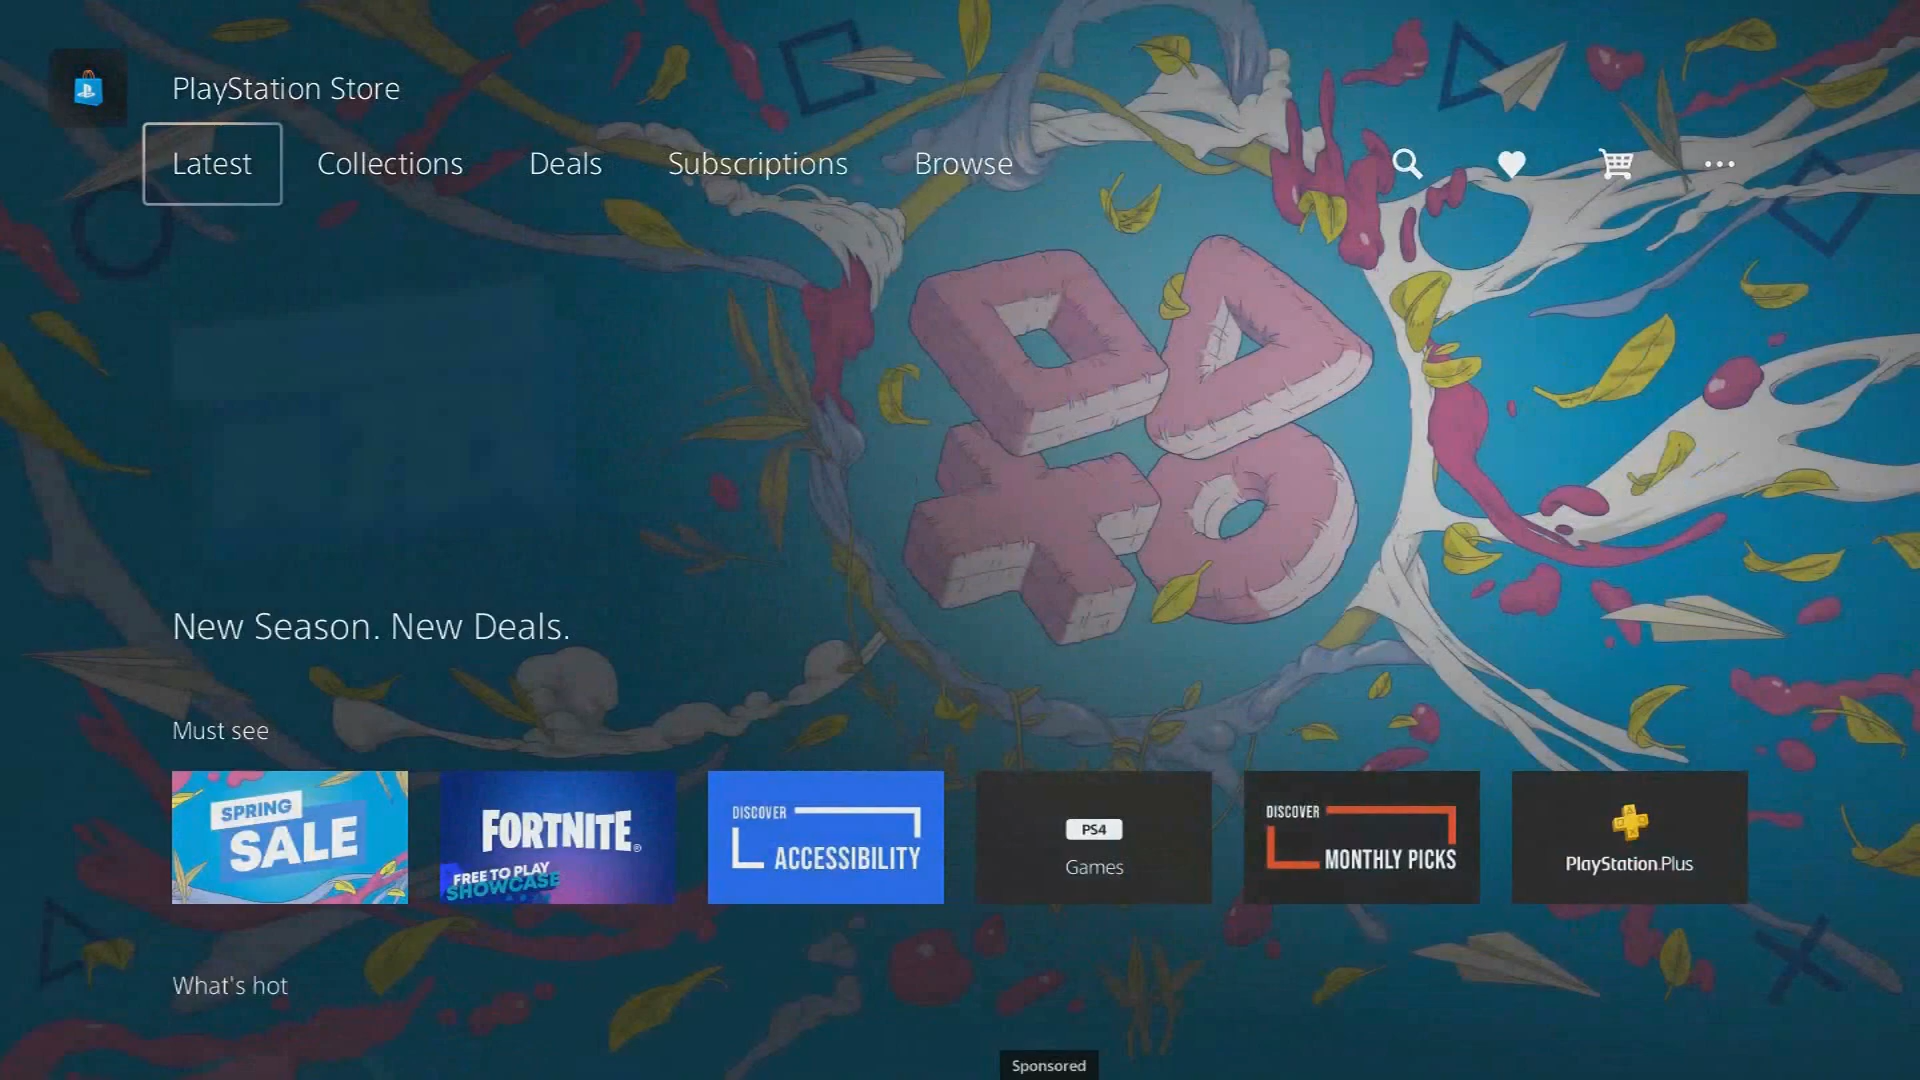 PlayStation Store
Latest
Collections
Deals
Subscriptions
Browse
New Season. New Deals.
Must see
SPRING
SALE
FORTNITE
FREE TO PLAY
SHOWCASE
DISCOVER
ACCESSIBILITY
PS4
Games
DISCOVER
MONTHLY PICKS
PlayStation.Plus
What's hot
Sponsored